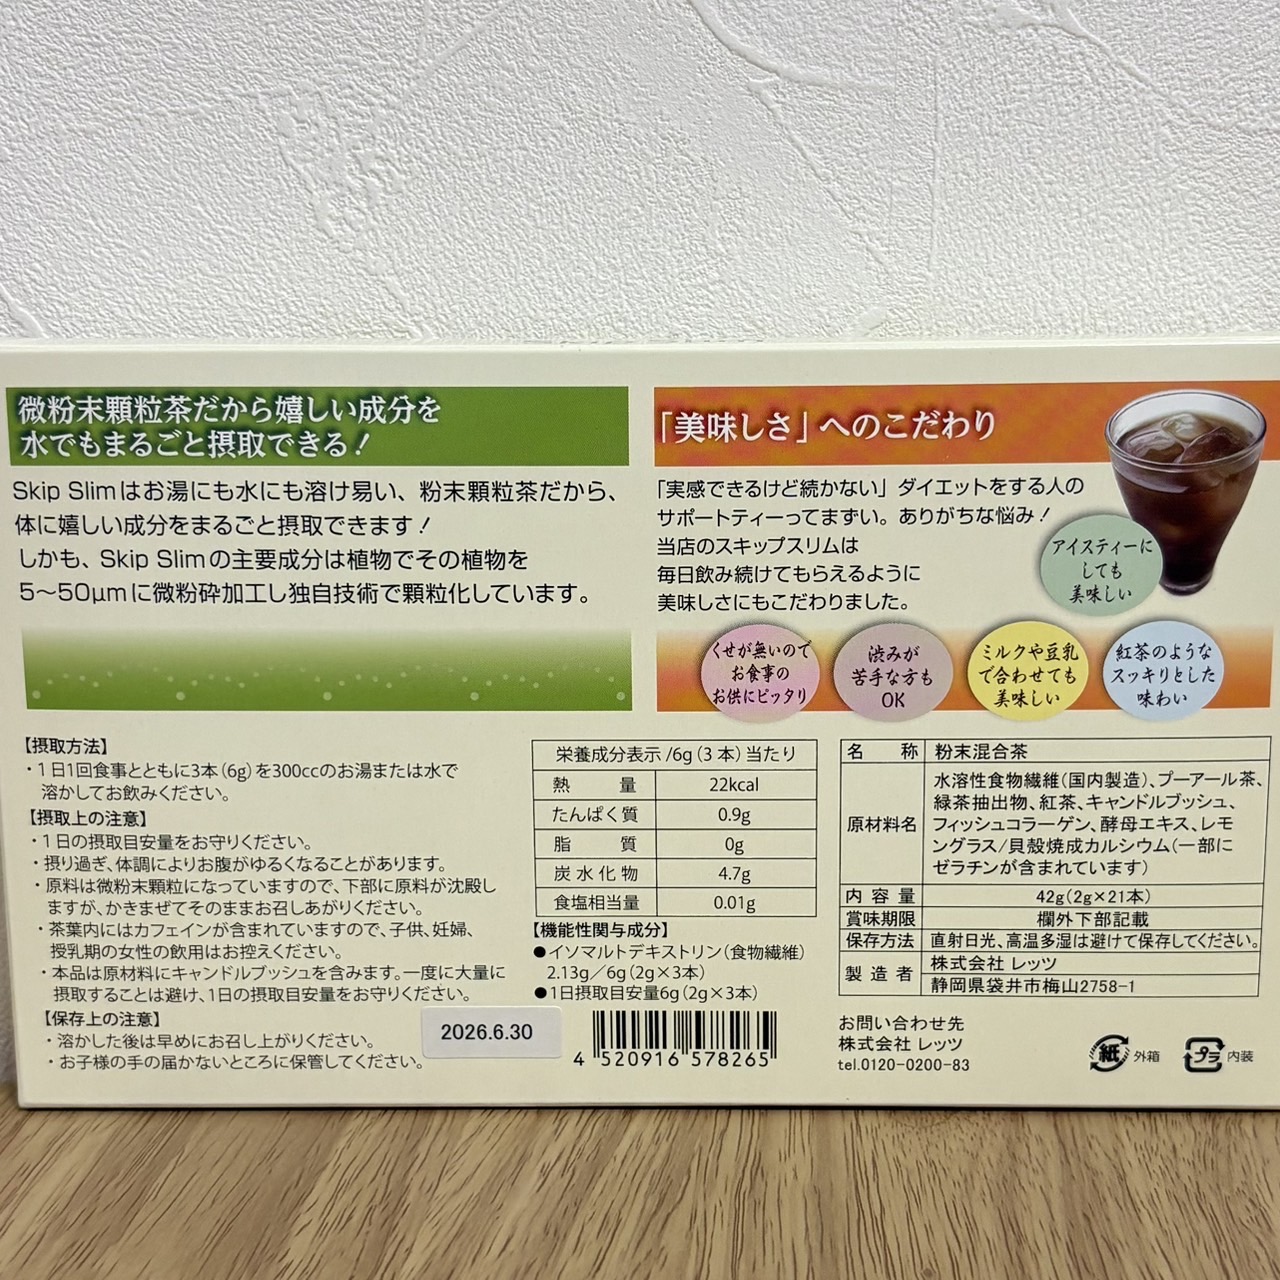 微粉末顆粒茶だから嬉しい成分を
水でもまるごと摂取できる！
Skip Slimはお湯にも水にも溶け易い、粉末顆粒茶だから、
体に嬉しい成分をまるごと摂取できます！
しかも、Skip Slimの主要成分は植物でその植物を
5～50μmに微粉砕加工し独自技術で顆粒化しています。
「美味しさ」へのこだわり
「実感できるけど続かない」ダイエットをする人の
サポートティーってまずい。ありがちな悩み！
当店のスキップスリムは
毎日飲み続けてもらえるように
美味しさにもこだわりました。
アイスティーに
しても
美味しい
くせが無いので
お食事の
お供にピッタリ
渋みが
苦手な方も
OK
ミルクや豆乳
で合わせても
美味しい
紅茶のような
スッキリとした
味わい
【摂取方法】
・1日1回食事とともに3本(6g)を300ccのお湯または水で
溶かしてお飲みください。
【摂取上の注意】
・1日の摂取目安量をお守りください。
・摂り過ぎ、体調によりお腹がゆるくなることがあります。
・原料は微粉末顆粒になっていますので、下部に原料が沈殿し
ますが、かきまぜてそのままお召しあがりください。
・茶葉内にはカフェインが含まれていますので、子供、妊婦、
授乳期の女性の飲用はお控えください。
・本品は原材料にキャンドルブッシュを含みます。一度に大量に
摂取することは避け、1日の摂取目安量をお守りください。
【保存上の注意】
・溶かした後は早めにお召し上がりください。
・お子様の手の届かないところに保管してください。
2026.6.30
栄養成分表示/6g(3本)当たり
熱量 22kcal
たんぱく質 0.9g
脂質 0g
炭水化物 4.7g
食塩相当量 0.01g
【機能性関与成分】
●イソマルトデキストリン(食物繊維)
2.13g／6g(2g×3本)
●1日摂取目安量6g(2g×3本)
4 520916 578265
名称 粉末混合茶
原材料名 水溶性食物繊維(国内製造)、プーアール茶、
緑茶抽出物、紅茶、キャンドルブッシュ、
フィッシュコラーゲン、酵母エキス、レモ
ングラス/貝殻焼成カルシウム(一部に
ゼラチンが含まれています)
内容量 42g(2g×21本)
賞味期限 欄外下部記載
保存方法 直射日光、高温多湿は避けて保存してください。
製造者 株式会社 レッツ
静岡県袋井市梅山2758-1
お問い合わせ先
株式会社 レッツ
tel.0120-0200-83
紙 外箱
プラ 内装